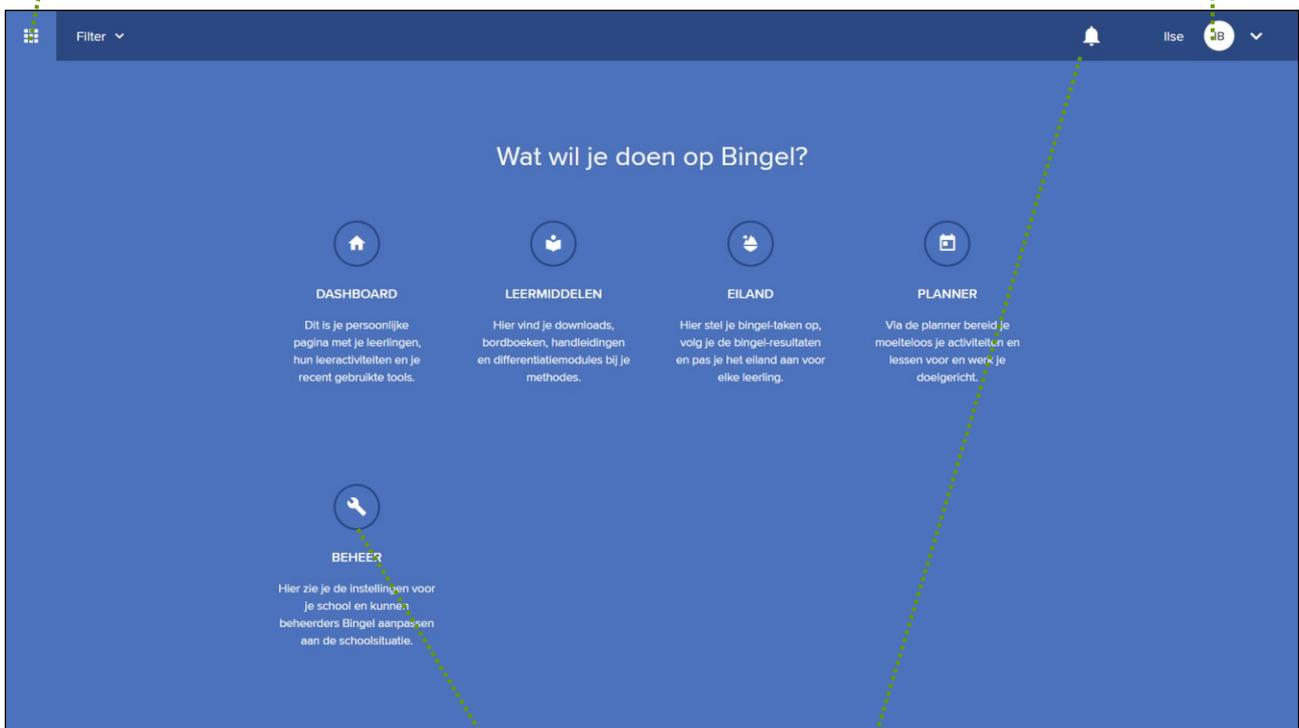 Filter
Ilse
Wat wil je doen op Bingel?
DASHBOARD
Dit is je persoonlijke
pagina met je leerlingen,
hun leeractiviteiten en je
recent gebruikte tools.
LEERMIDDELEN
Hier vind je downloads,
bordboeken, handleidingen
en differentiatiemodules bij je
methodes.
EILAND
Hier stel je bingel-taken op,
volg je de bingel-resultaten
en pas je het eiland aan voor
elke leerling.
PLANNER
Via de planner bereid je
moeiteloos je activiteiten en
lessen voor en werk je
doelgericht.
BEHEER
Hier zie je de instellingen voor
je school en kunnen
beheerders Bingel aanpassen
aan de schoolsituatie.